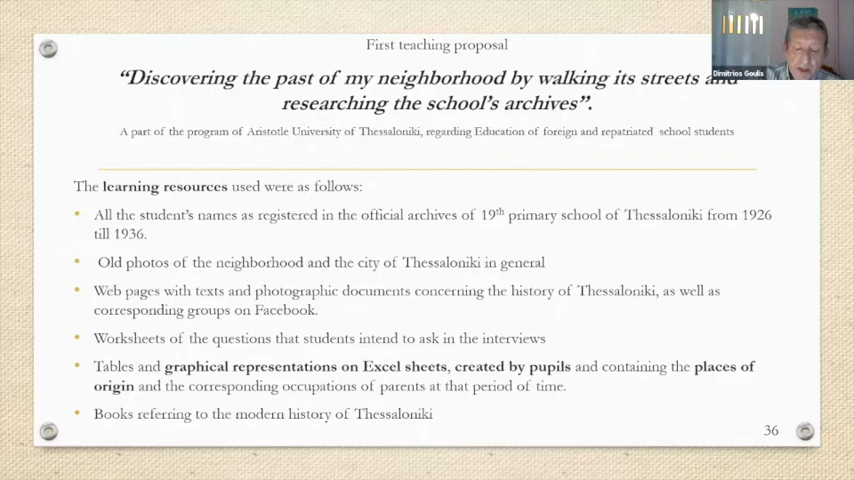 First teaching proposal
“Discovering the past of my neighborhood by walking its streets and
researching the school’s archives”.
A part of the program of Aristotle University of Thessaloniki, regarding Education of foreign and repatriated school students
The learning resources used were as follows:
• All the student’s names as registered in the official archives of 19th primary school of Thessaloniki from 1926
till 1936.
• Old photos of the neighborhood and the city of Thessaloniki in general
• Web pages with texts and photographic documents concerning the history of Thessaloniki, as well as
corresponding groups on Facebook.
• Worksheets of the questions that students intend to ask in the interviews
• Tables and graphical representations on Excel sheets, created by pupils and containing the places of
origin and the corresponding occupations of parents at that period of time.
• Books referring to the modern history of Thessaloniki
36
Dimitrios Goulis